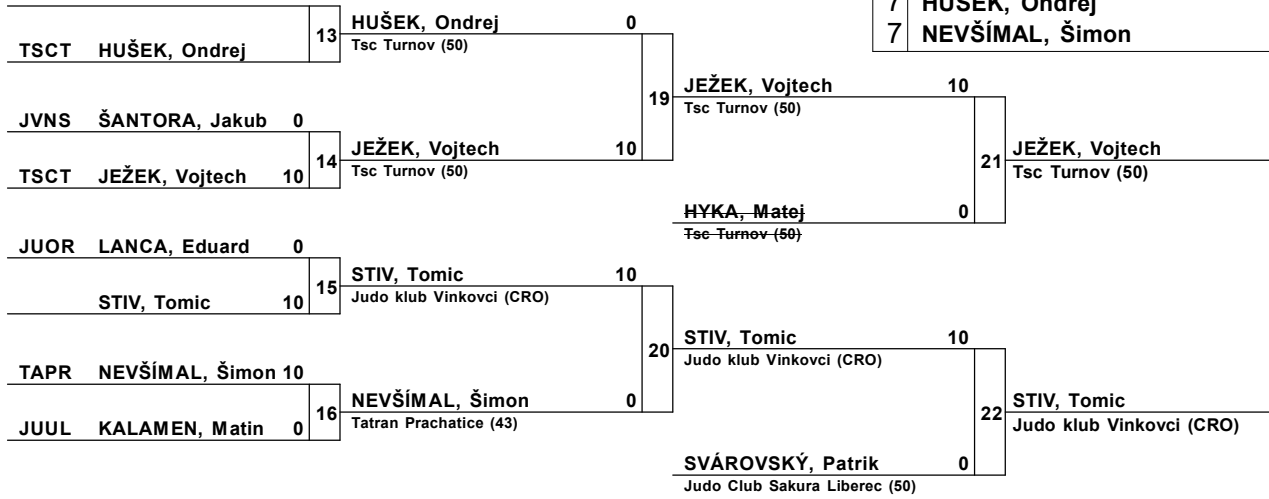 7 HUŠEK, Ondrej
7 NEVŠÍMAL, Šimon
TSCT HUŠEK, Ondrej
13
HUŠEK, Ondrej 0
Tsc Turnov (50)
JVNS ŠANTORA, Jakub 0
TSCT JEŽEK, Vojtech 10
14
JEŽEK, Vojtech 10
Tsc Turnov (50)
19
JEŽEK, Vojtech 10
Tsc Turnov (50)
HYKA, Matej 0
Tsc Turnov (50)
21
JEŽEK, Vojtech
Tsc Turnov (50)
JUOR LANCA, Eduard 0
STIV, Tomic 10
15
STIV, Tomic 10
Judo klub Vinkovci (CRO)
TAPR NEVŠÍMAL, Šimon 10
JUUL KALAMEN, Matin 0
16
NEVŠÍMAL, Šimon 0
Tatran Prachatice (43)
20
STIV, Tomic 10
Judo klub Vinkovci (CRO)
SVÁROVSKÝ, Patrik 0
Judo Club Sakura Liberec (50)
22
STIV, Tomic
Judo klub Vinkovci (CRO)